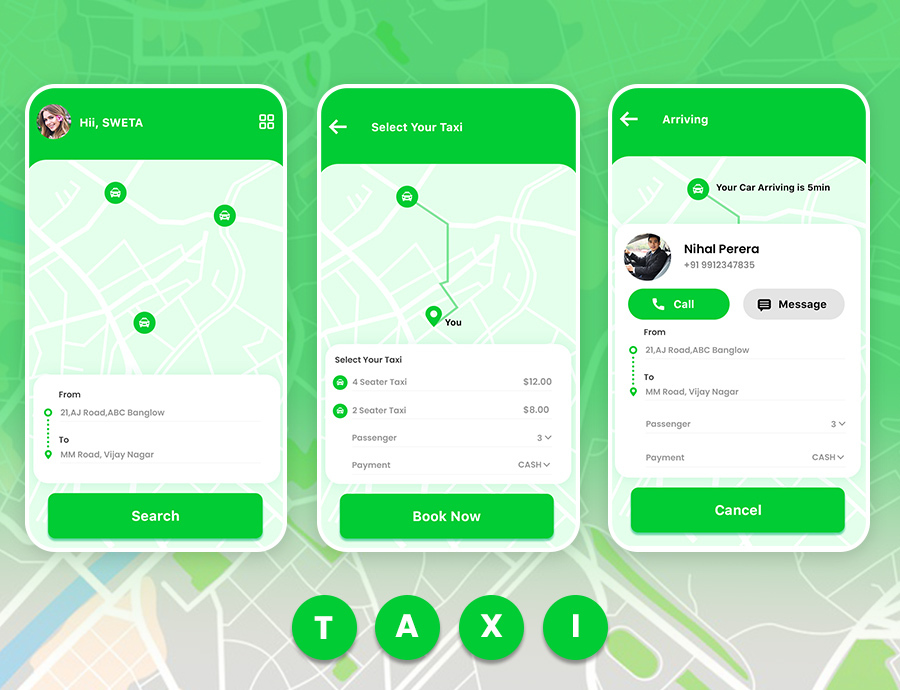 Hii, SWETA
From
21,AJ Road,ABC Banglow
To
MM Road, Vijay Nagar
Search
Select Your Taxi
You
Select Your Taxi
4 Seater Taxi $12.00
2 Seater Taxi $8.00
Passenger 3
Payment CASH
Book Now
Arriving
Your Car Arriving is 5min
Nihal Perera
+91 9912347835
Call Message
From
21,AJ Road,ABC Banglow
To
MM Road, Vijay Nagar
Passenger 3
Payment CASH
Cancel
T A X I